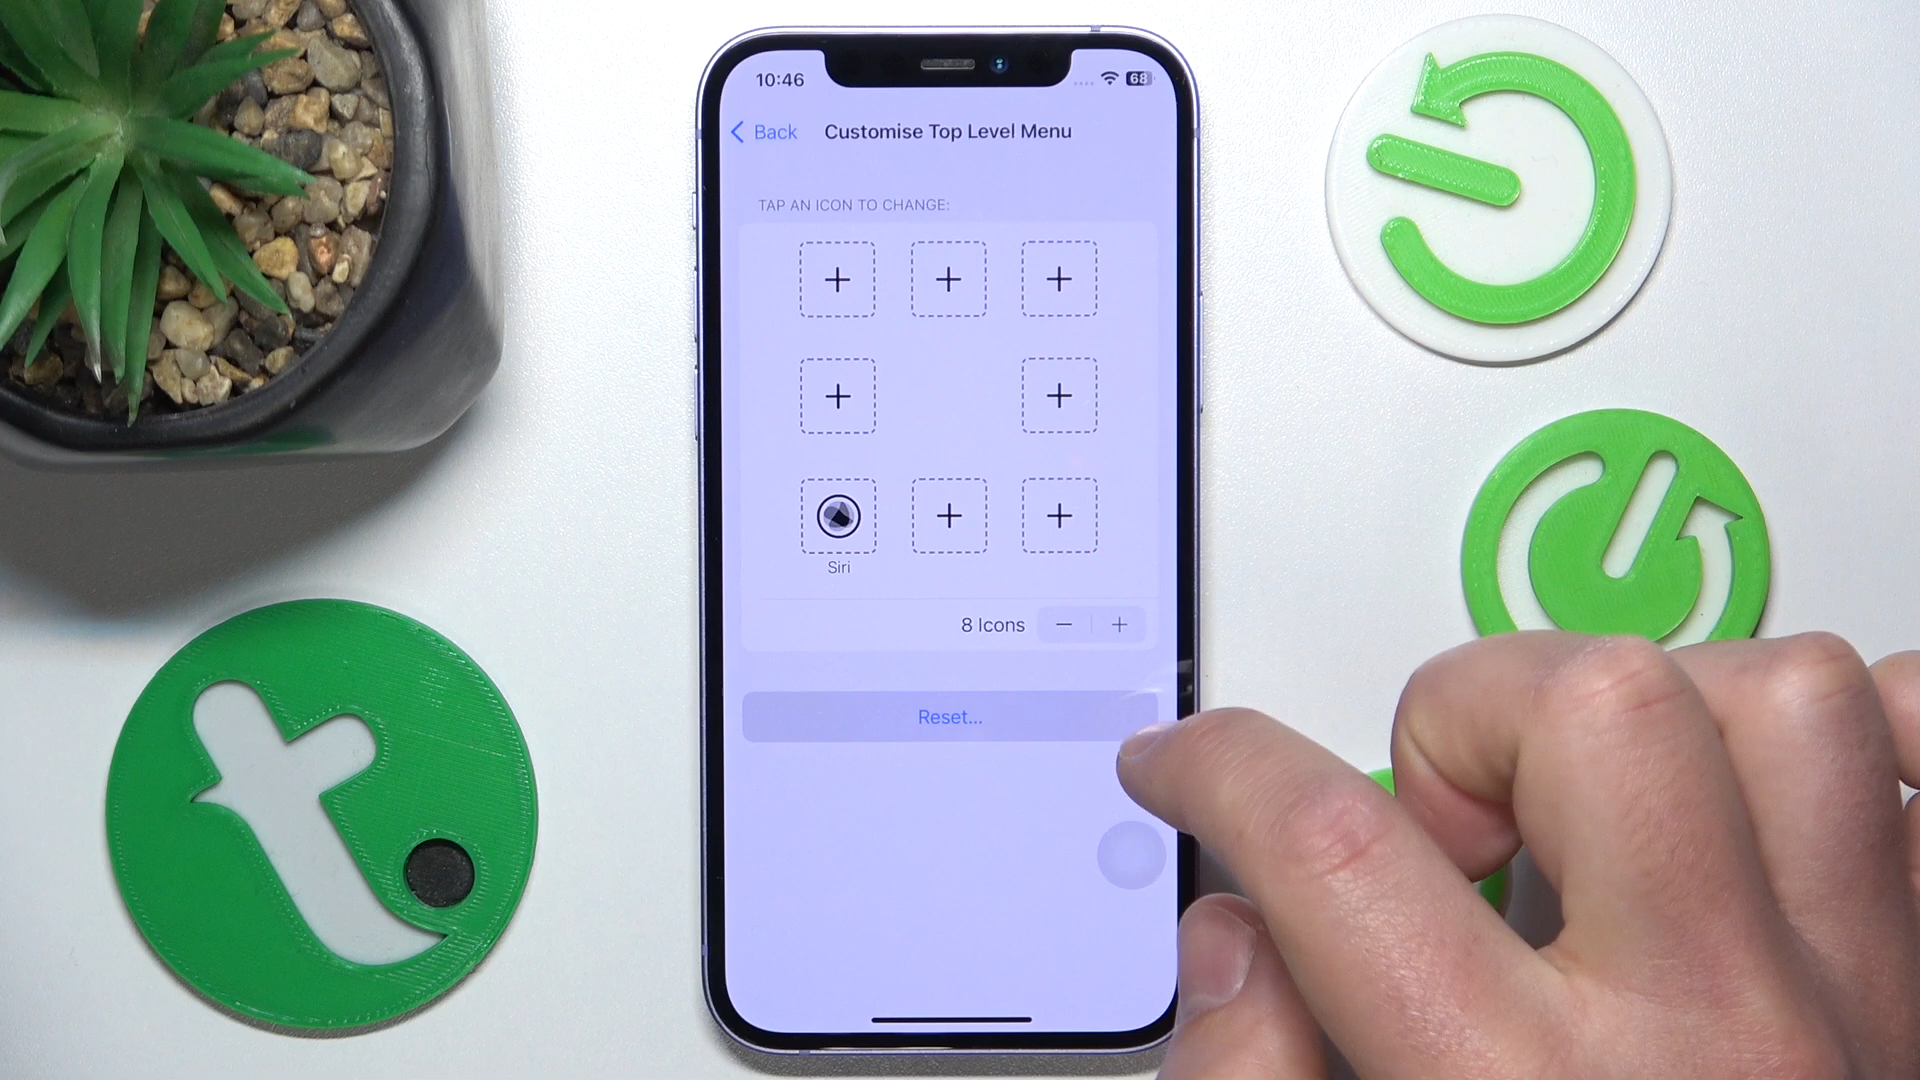 10:46
68
Back
Customise Top Level Menu
TAP AN ICON TO CHANGE:
Siri
8 Icons
Reset...
t